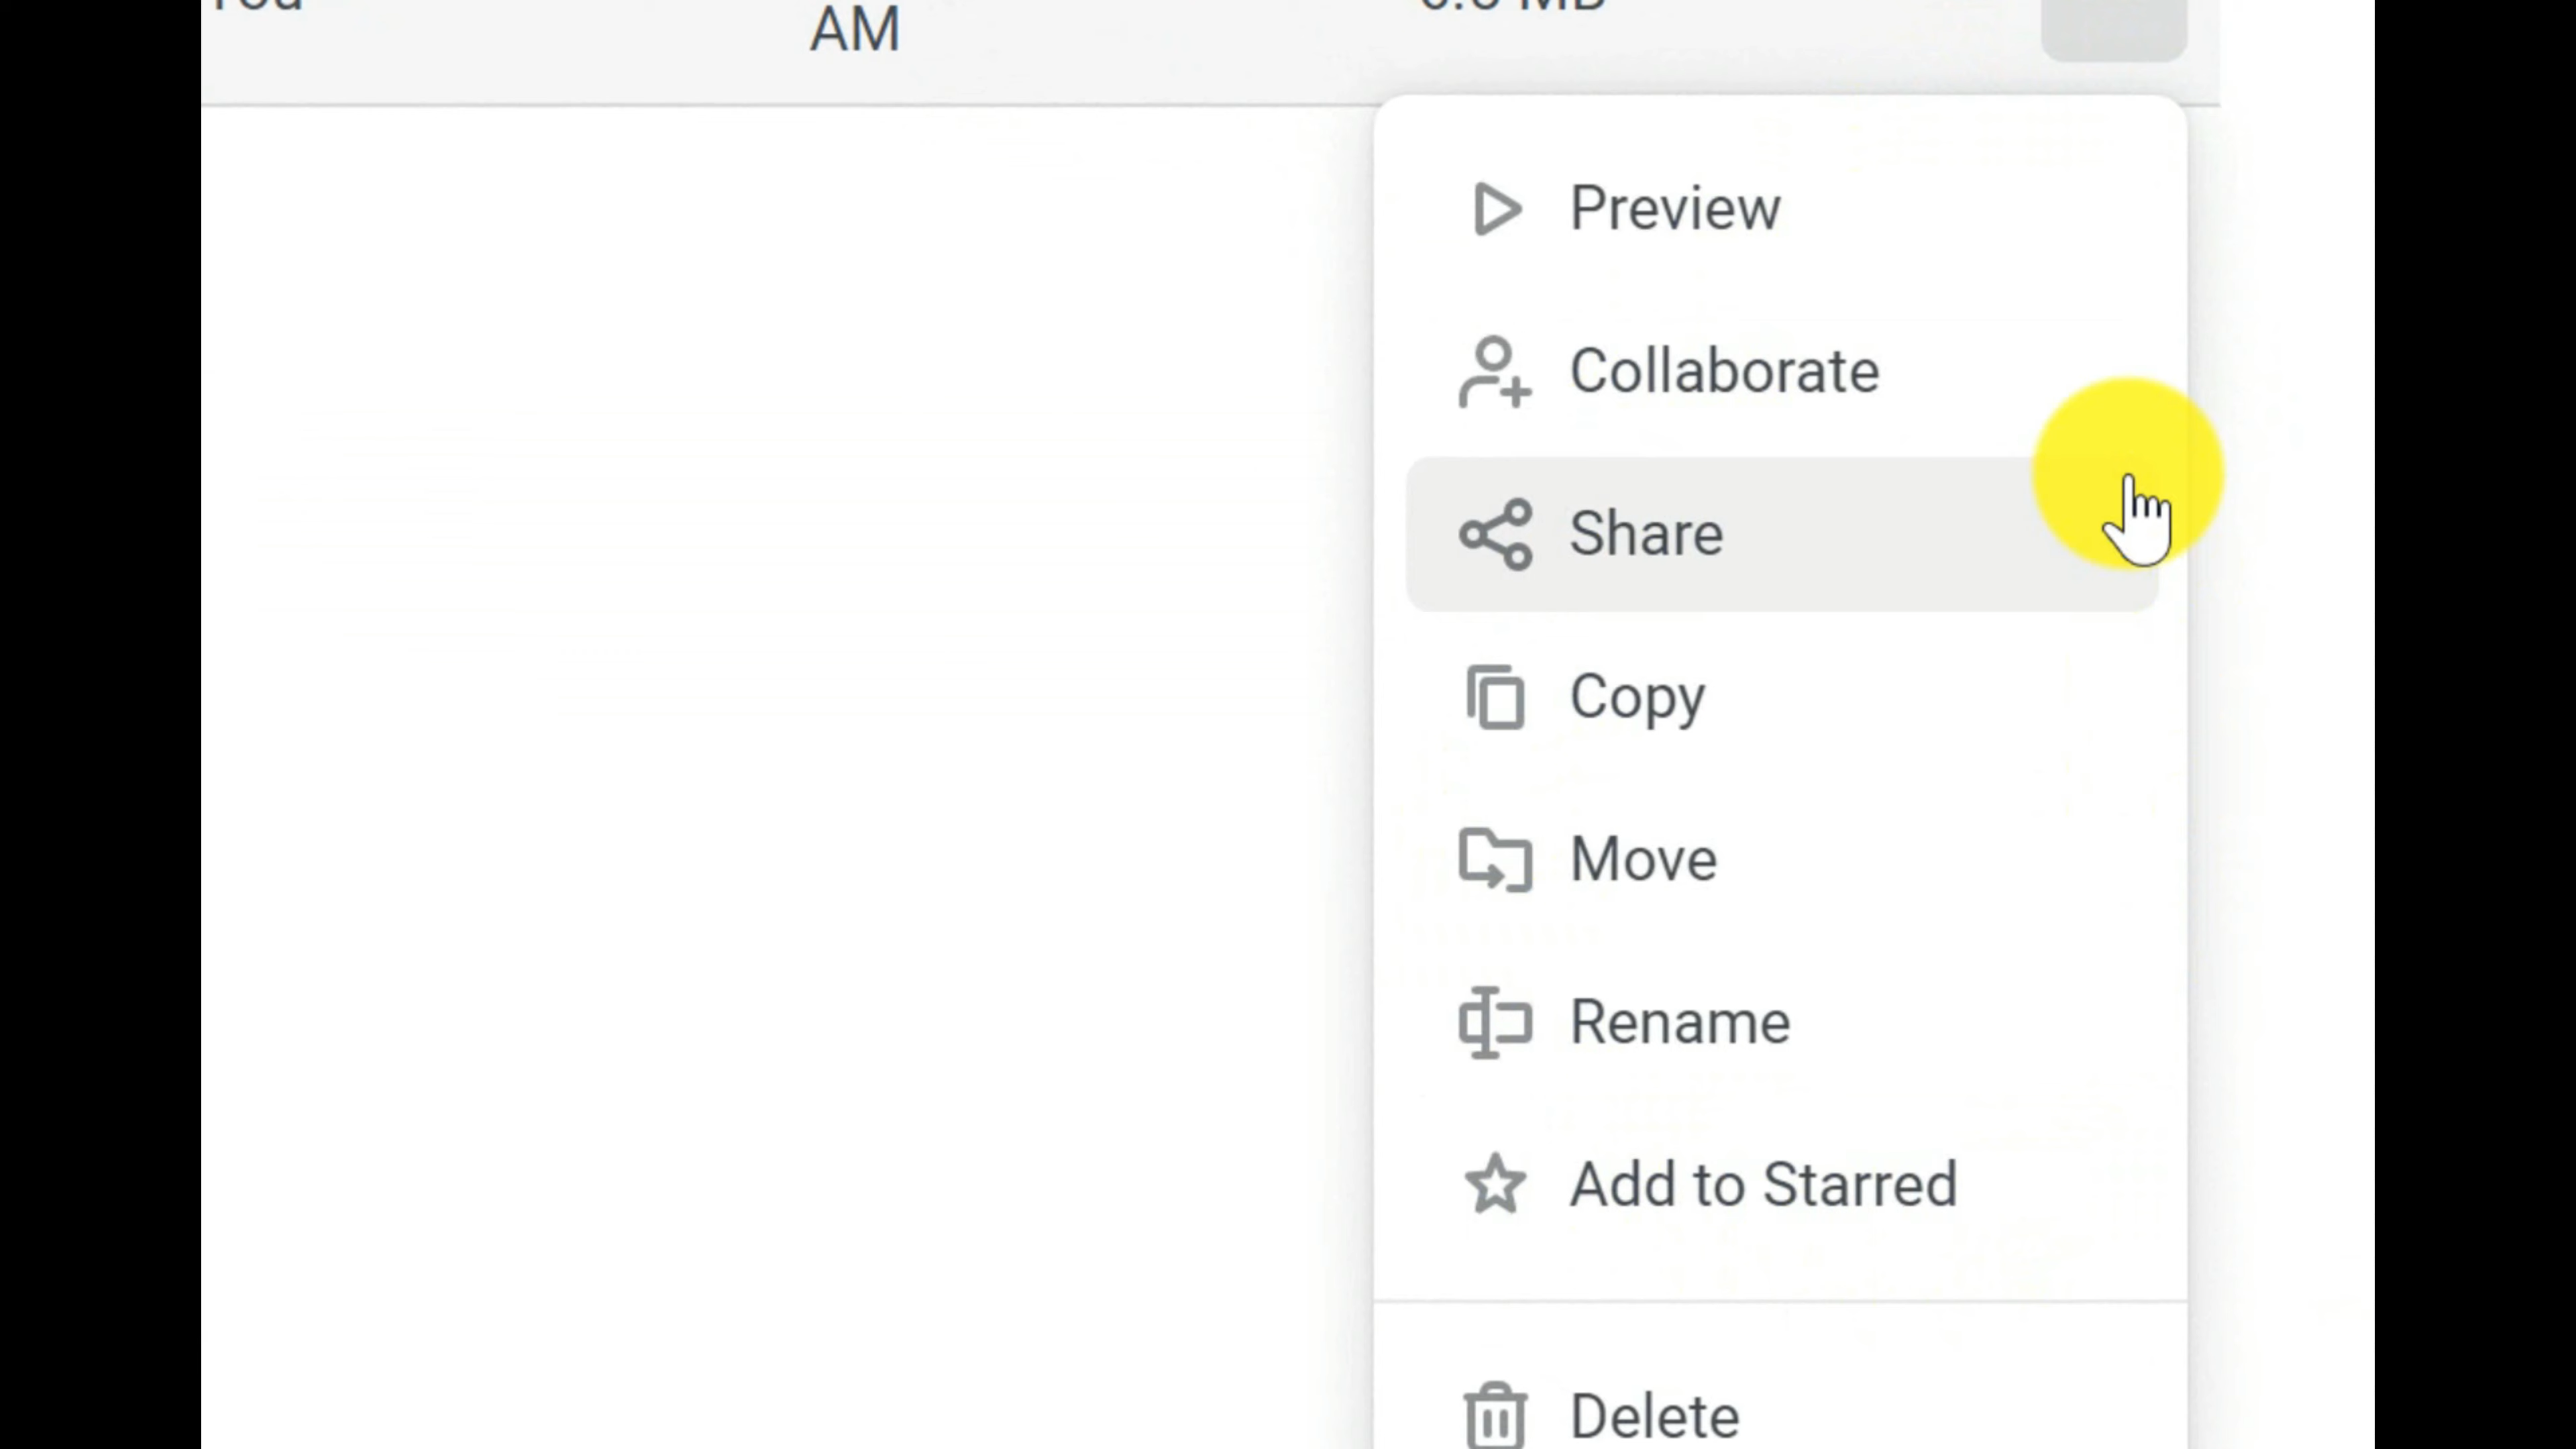 AM
Preview
Collaborate
Share
Copy
Move
Rename
Add to Starred
Delete